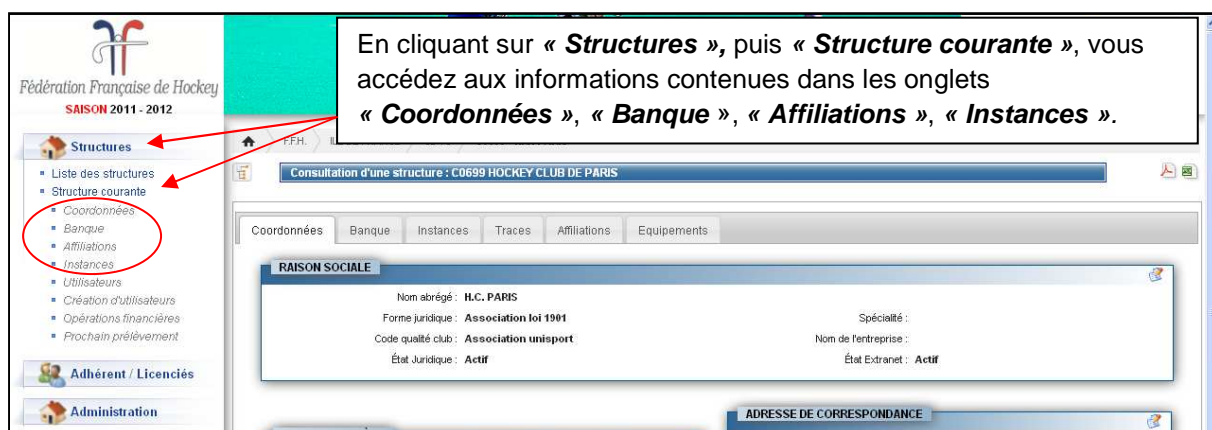 En cliquant sur « Structures », puis « Structure courante », vous
accédez aux informations contenues dans les onglets
« Coordonnées », « Banque », « Affiliations », « Instances ».
Fédération Française de Hockey
SAISON 2011 - 2012
Structures
Liste des structures
Structure courante
Coordonnées
Banque
Affiliations
Instances
Utilisateurs
Création d'utilisateurs
Opérations financières
Prochain prélèvement
Adhérent / Licenciés
Administration
F.F.H.
Consultation d'une structure : C0699 HOCKEY CLUB DE PARIS
Coordonnées Banque Instances Traces Affiliations Equipements
RAISON SOCIALE
Nom abrégé : H.C. PARIS
Forme juridique : Association loi 1901 Spécialité :
Code qualité club : Association unisport Nom de l'entreprise :
État Juridique : Actif État Extranet : Actif
ADRESSE DE CORRESPONDANCE